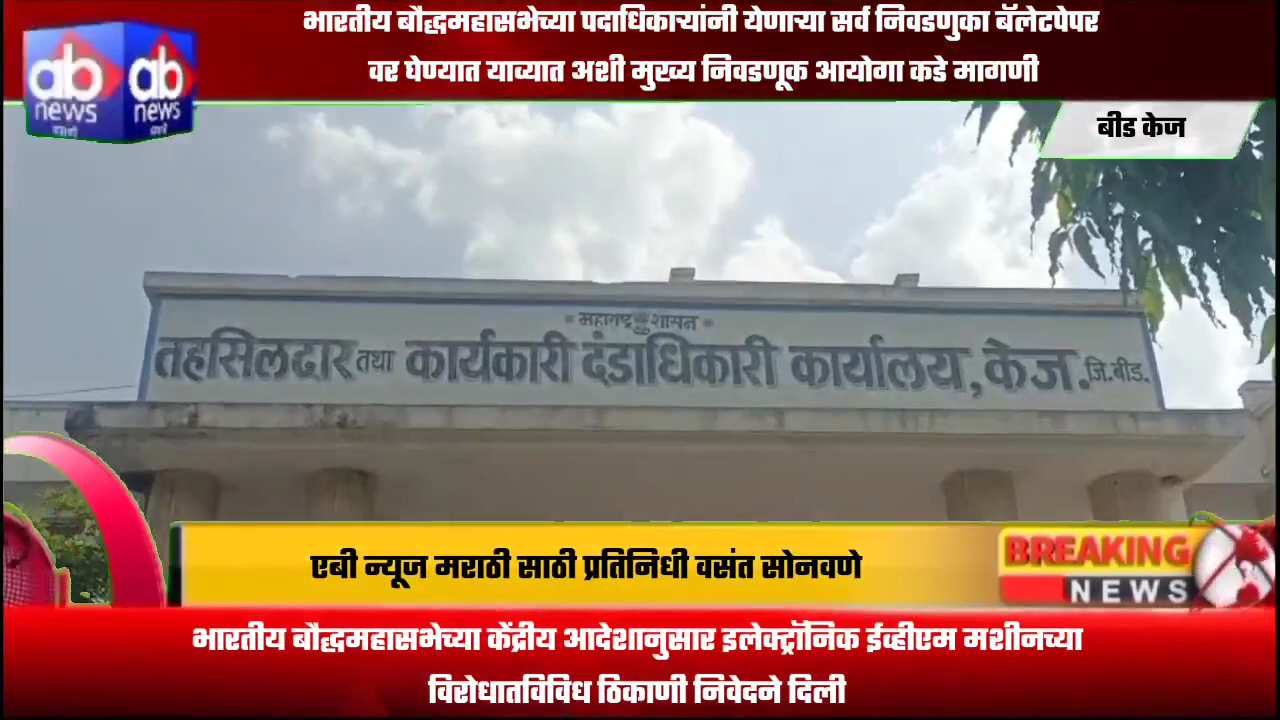 भारतीय बौद्धमहासभेच्या पदाधिकाऱ्यांनी येणाऱ्या सर्व निवडणुका बॅलेटपेपर
वर घेण्यात याव्यात अशी मुख्य निवडणूक आयोगा कडे मागणी
ab news
ab news
बीड केज
महाराष्ट्र शासन
तहसिलदार तथा कार्यकारी दंडाधिकारी कार्यालय, केज. जि.बीड.
एबी न्यूज मराठी साठी प्रतिनिधी वसंत सोनवणे
BREAKING
NEWS
भारतीय बौद्धमहासभेच्या केंद्रीय आदेशानुसार इलेक्ट्रॉनिक ईव्हीएम मशीनच्या
विरोधातविविध ठिकाणी निवेदने दिली